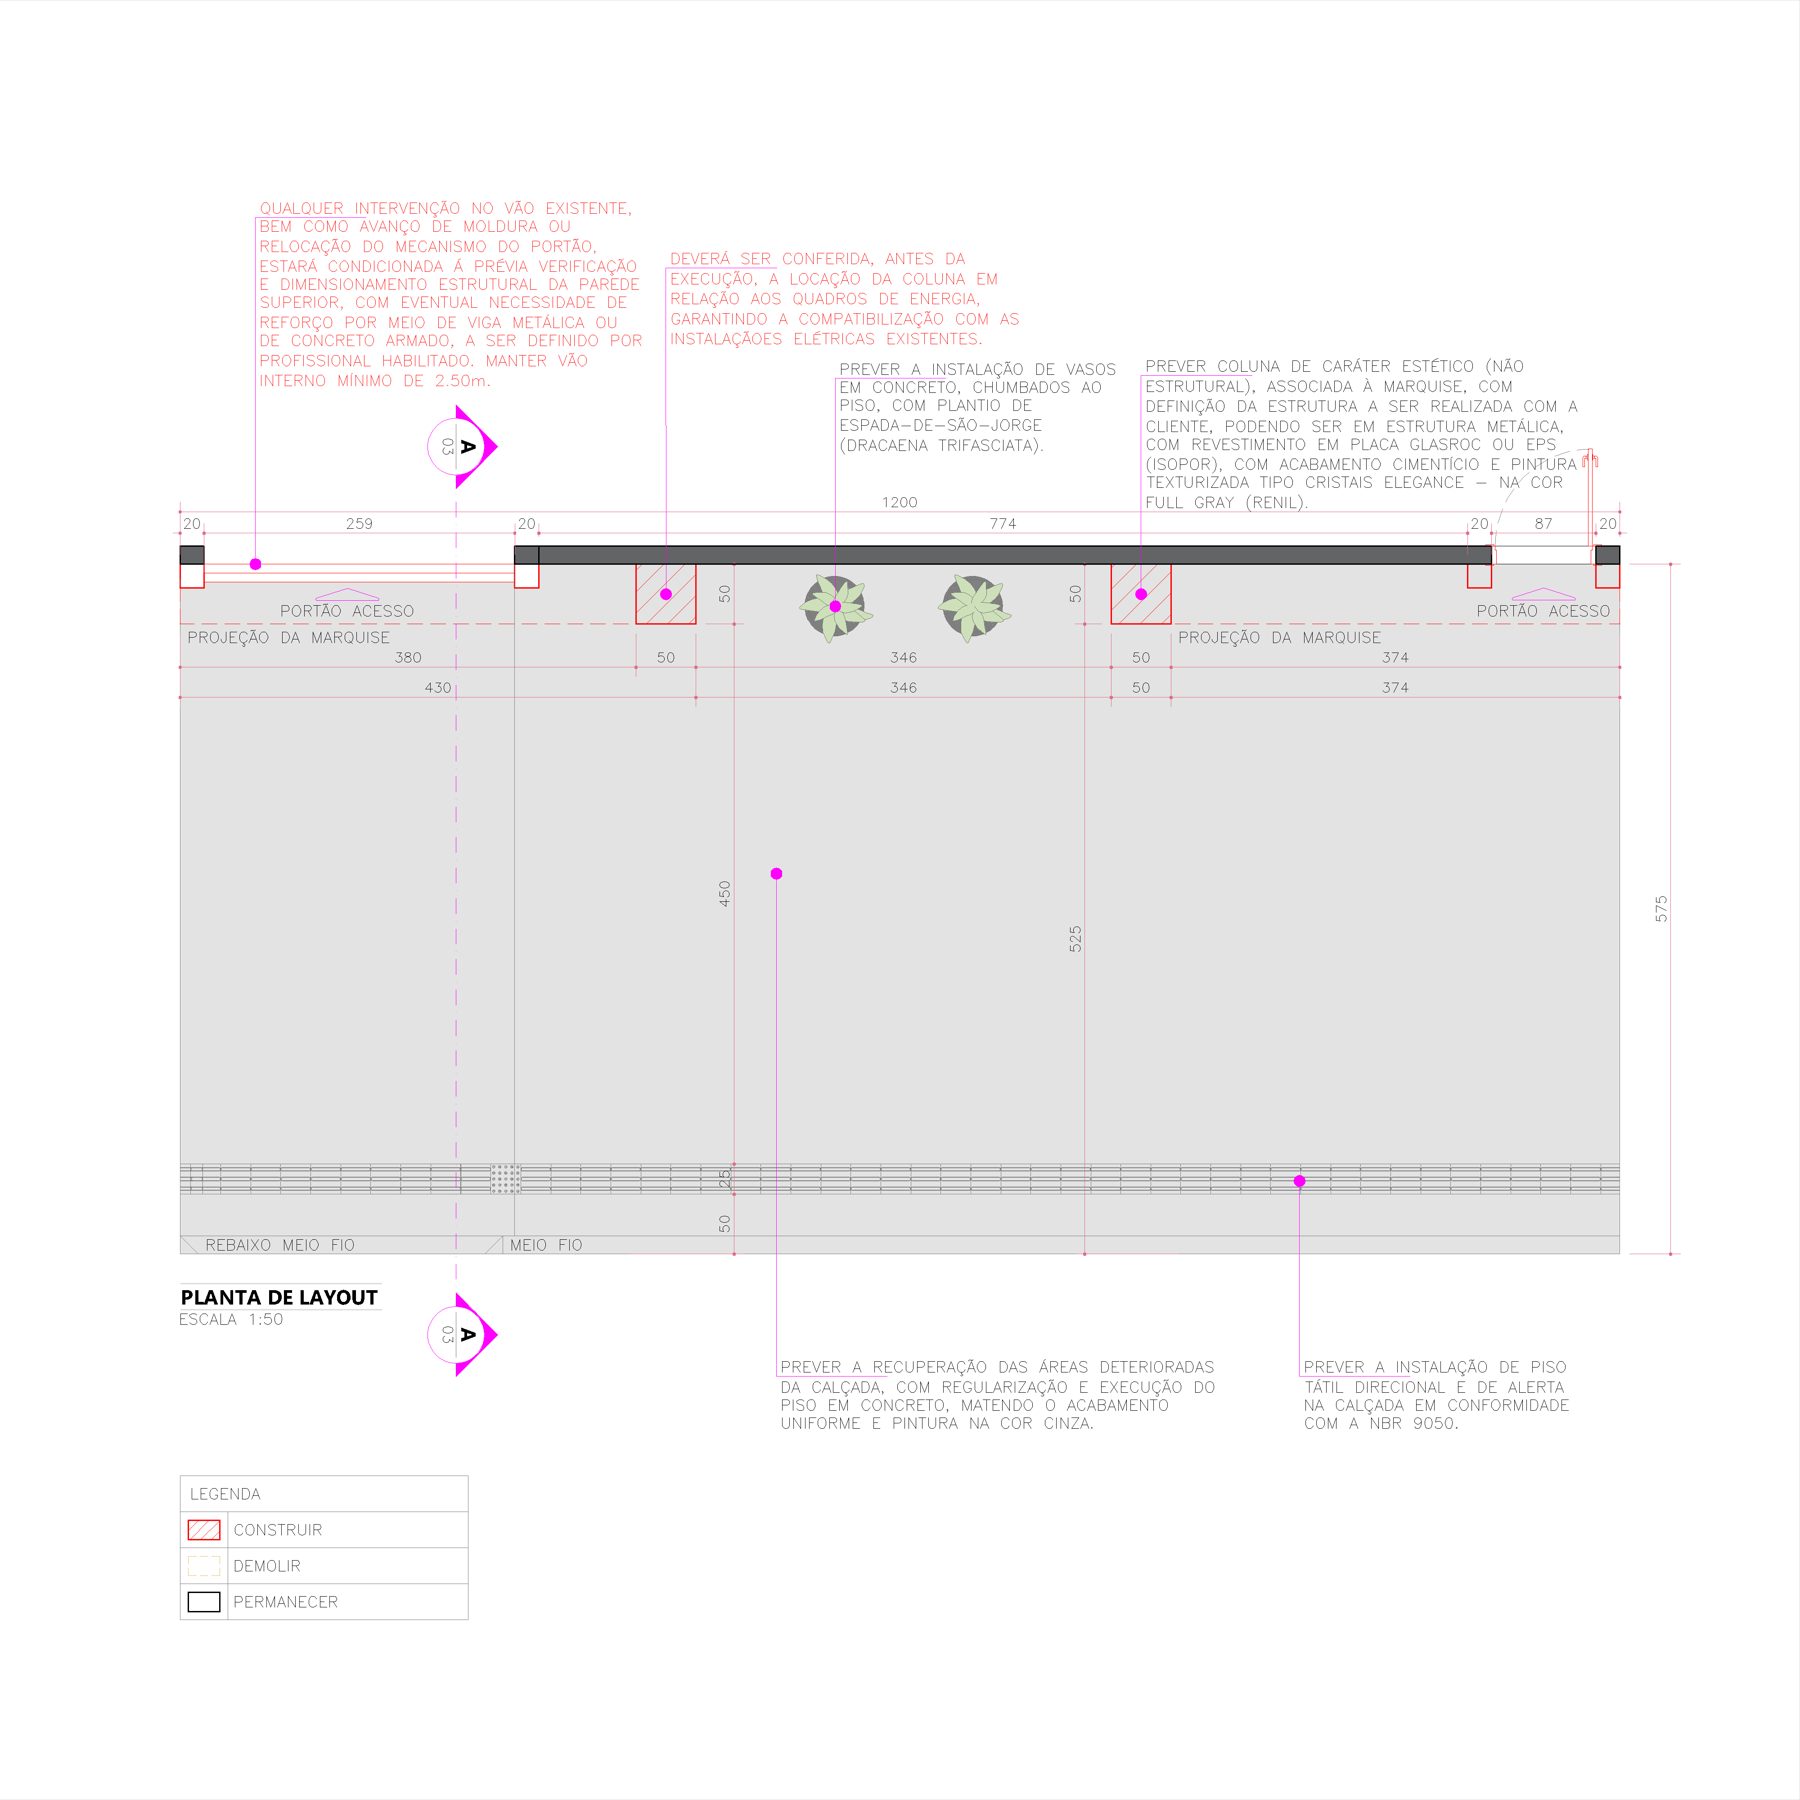 QUALQUER INTERVENÇÃO NO VÃO EXISTENTE,
BEM COMO AVANÇO DE MOLDURA OU
RELOCAÇÃO DO MECANISMO DO PORTÃO,
ESTARÁ CONDICIONADA Á PRÉVIA VERIFICAÇÃO
E DIMENSIONAMENTO ESTRUTURAL DA PAREDE
SUPERIOR, COM EVENTUAL NECESSIDADE DE
REFORÇO POR MEIO DE VIGA METÁLICA OU
DE CONCRETO ARMADO, A SER DEFINIDO POR
PROFISSIONAL HABILITADO. MANTER VÃO
INTERNO MÍNIMO DE 2.50m.
DEVERÁ SER CONFERIDA, ANTES DA
EXECUÇÃO, A LOCAÇÃO DA COLUNA EM
RELAÇÃO AOS QUADROS DE ENERGIA,
GARANTINDO A COMPATIBILIZAÇÃO COM AS
INSTALAÇÃOES ELÉTRICAS EXISTENTES.
PREVER A INSTALAÇÃO DE VASOS
EM CONCRETO, CHUMBADOS AO
PISO, COM PLANTIO DE
ESPADA-DE-SÃO-JORGE
(DRACAENA TRIFASCIATA).
PREVER COLUNA DE CARÁTER ESTÉTICO (NÃO
ESTRUTURAL), ASSOCIADA À MARQUISE, COM
DEFINIÇÃO DA ESTRUTURA A SER REALIZADA COM A
CLIENTE, PODENDO SER EM ESTRUTURA METÁLICA,
COM REVESTIMENTO EM PLACA GLASROC OU EPS
(ISOPOR), COM ACABAMENTO CIMENTÍCIO E PINTURA
TEXTURIZADA TIPO CRISTAIS ELEGANCE – NA COR
FULL GRAY (RENIL).
A
03
1200
20 259 20 774 20 87 20
50 50
PORTÃO ACESSO PORTÃO ACESSO
PROJEÇÃO DA MARQUISE PROJEÇÃO DA MARQUISE
380 50 346 50 374
430 346 50 374
450
525
575
25
50
REBAIXO MEIO FIO MEIO FIO
PLANTA DE LAYOUT
ESCALA 1:50
A
03
PREVER A RECUPERAÇÃO DAS ÁREAS DETERIORADAS
DA CALÇADA, COM REGULARIZAÇÃO E EXECUÇÃO DO
PISO EM CONCRETO, MATENDO O ACABAMENTO
UNIFORME E PINTURA NA COR CINZA.
PREVER A INSTALAÇÃO DE PISO
TÁTIL DIRECIONAL E DE ALERTA
NA CALÇADA EM CONFORMIDADE
COM A NBR 9050.
LEGENDA
CONSTRUIR
DEMOLIR
PERMANECER